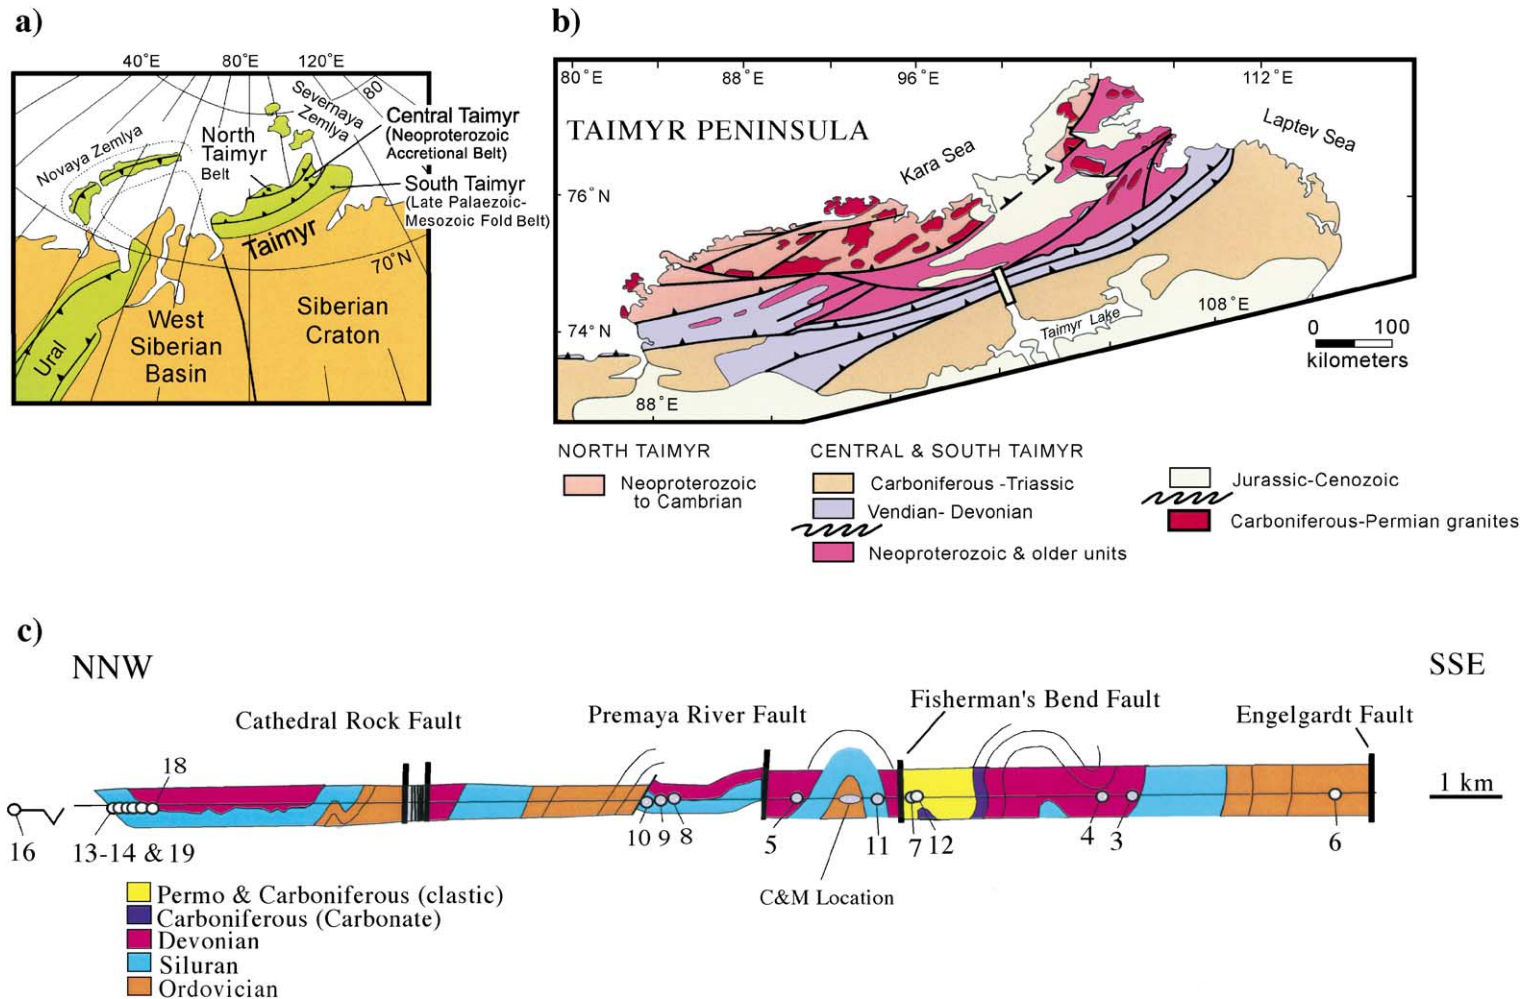 a)
40°E 80°E 120°E
80
Severnaya
Zemlya
Central Taimyr
(Neoproterozoic
Accretional Belt)
North
Taimyr
Belt
Novaya Zemlya
South Taimyr
(Late Palaezoic-
Mesozoic Fold Belt)
Taimyr
70°N
Siberian
Craton
West
Siberian
Basin
Ural
b)
80°E 88°E 96°E 112°E
TAIMYR PENINSULA
Kara Sea
Laptev Sea
76°N
74°N
Taimyr Lake
108°E
88°E
0 100
kilometers
NORTH TAIMYR
Neoproterozoic
to Cambrian
CENTRAL & SOUTH TAIMYR
Carboniferous -Triassic
Vendian- Devonian
Neoproterozoic & older units
Jurassic-Cenozoic
Carboniferous-Permian granites
c)
NNW
SSE
Cathedral Rock Fault
Premaya River Fault
Fisherman's Bend Fault
Engelgardt Fault
18
1 km
16
13-14 & 19
10 9 8
5
11
7 12
4 3
6
C&M Location
Permo & Carboniferous (clastic)
Carboniferous (Carbonate)
Devonian
Siluran
Ordovician